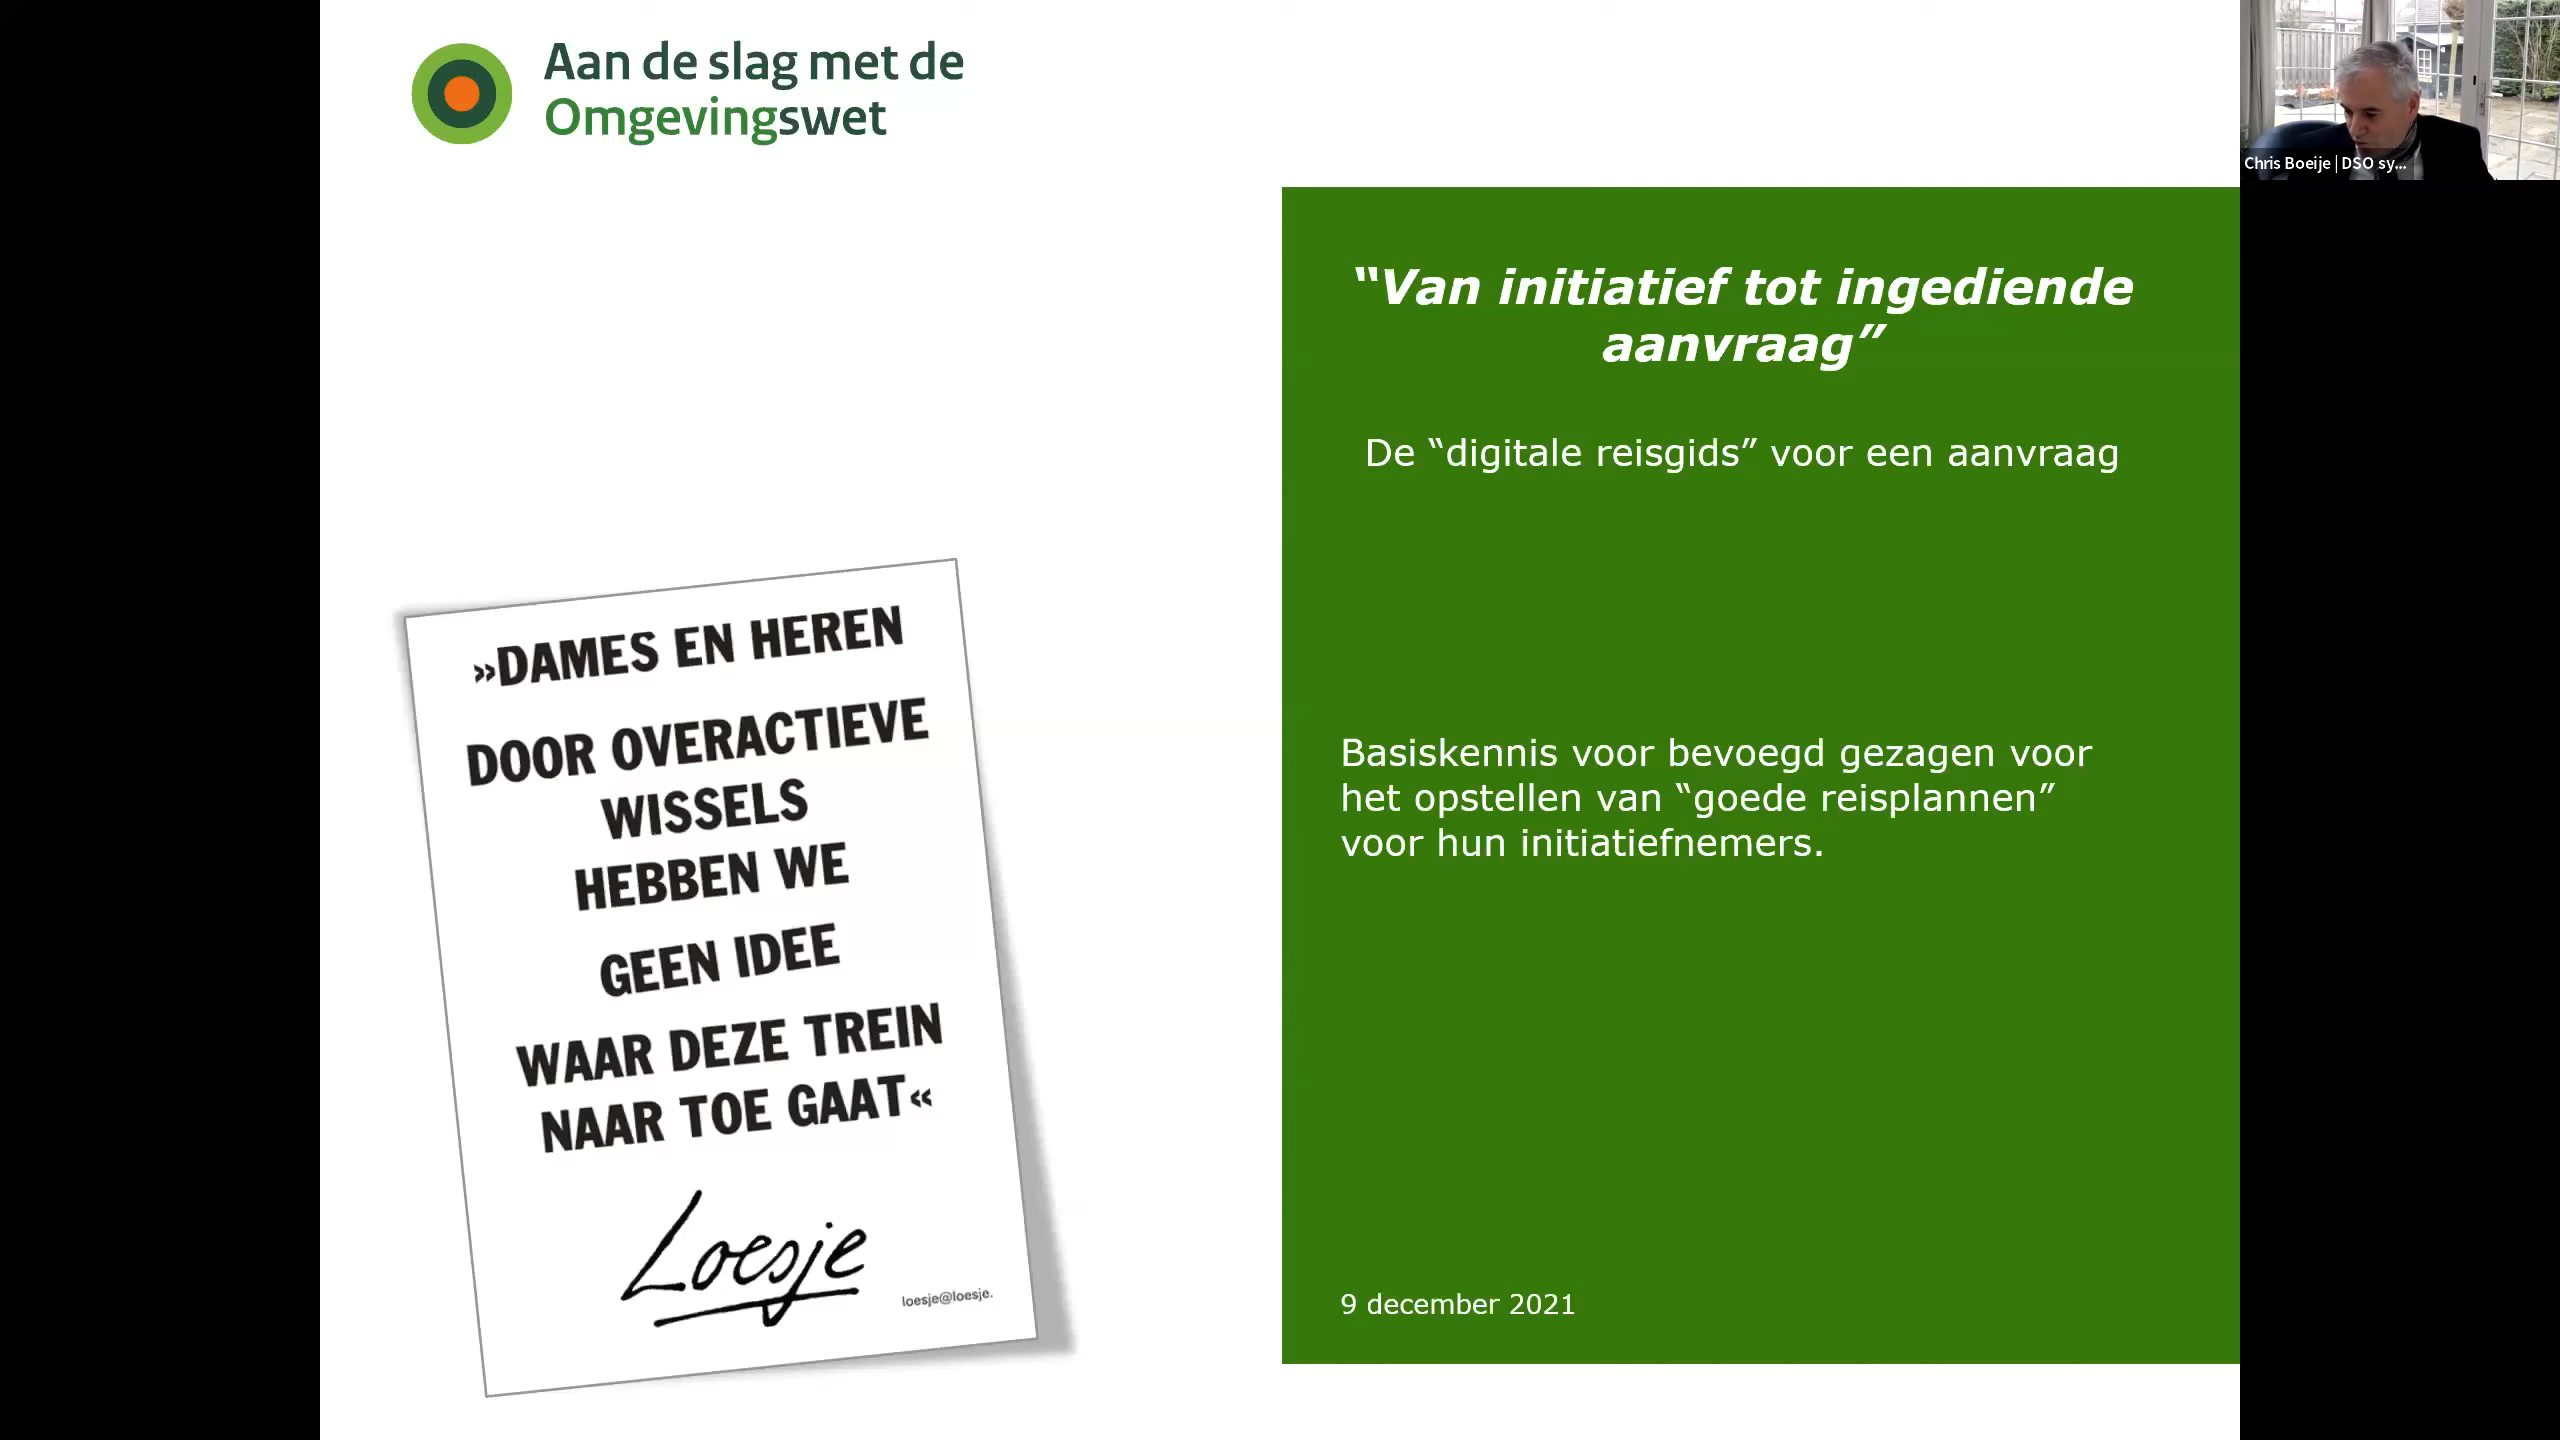 Aan de slag met de
Omgevingswet
Chris Boeije | DSO sy...
“Van initiatief tot ingediende
aanvraag”
De “digitale reisgids” voor een aanvraag
»DAMES EN HEREN
DOOR OVERACTIEVE
WISSELS
HEBBEN WE
GEEN IDEE
WAAR DEZE TREIN
NAAR TOE GAAT«
Loesje
loesje@loesje.
Basiskennis voor bevoegd gezagen voor
het opstellen van “goede reisplannen”
voor hun initiatiefnemers.
9 december 2021